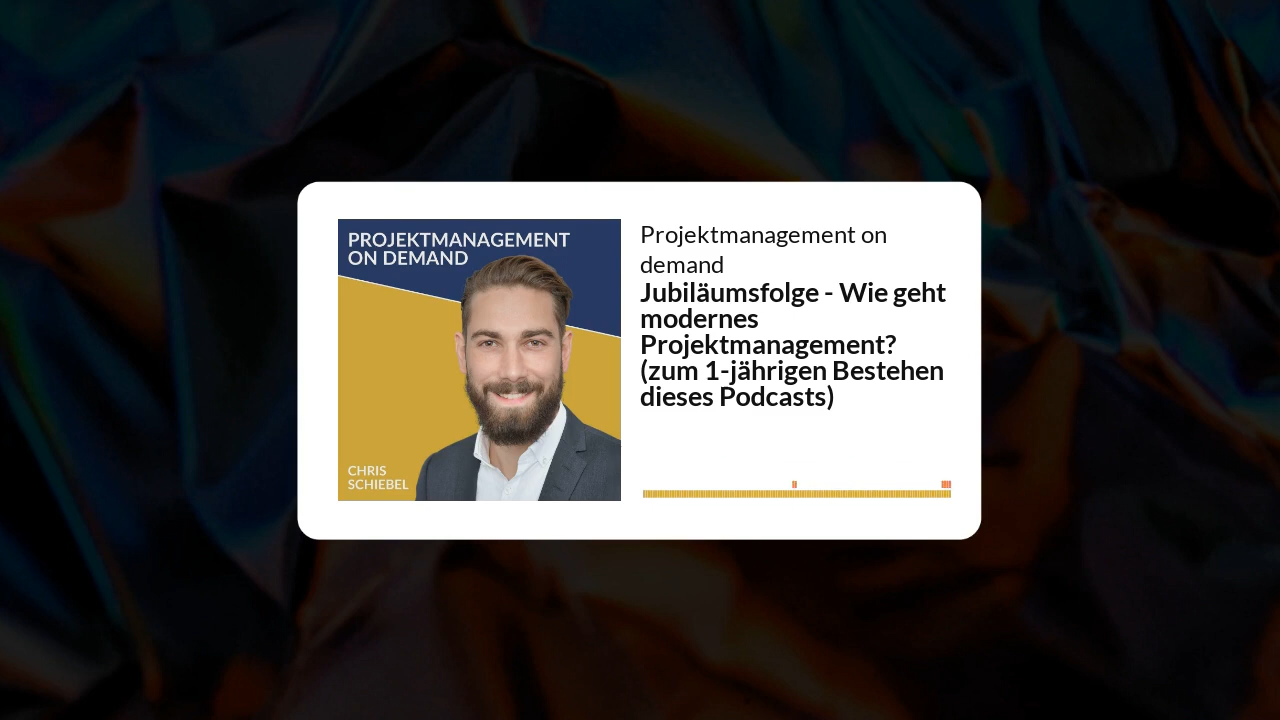 PROJEKTMANAGEMENT
ON DEMAND
CHRIS
SCHIEBEL
Projektmanagement on
demand
Jubiläumsfolge - Wie geht
modernes
Projektmanagement?
(zum 1-jährigen Bestehen
dieses Podcasts)